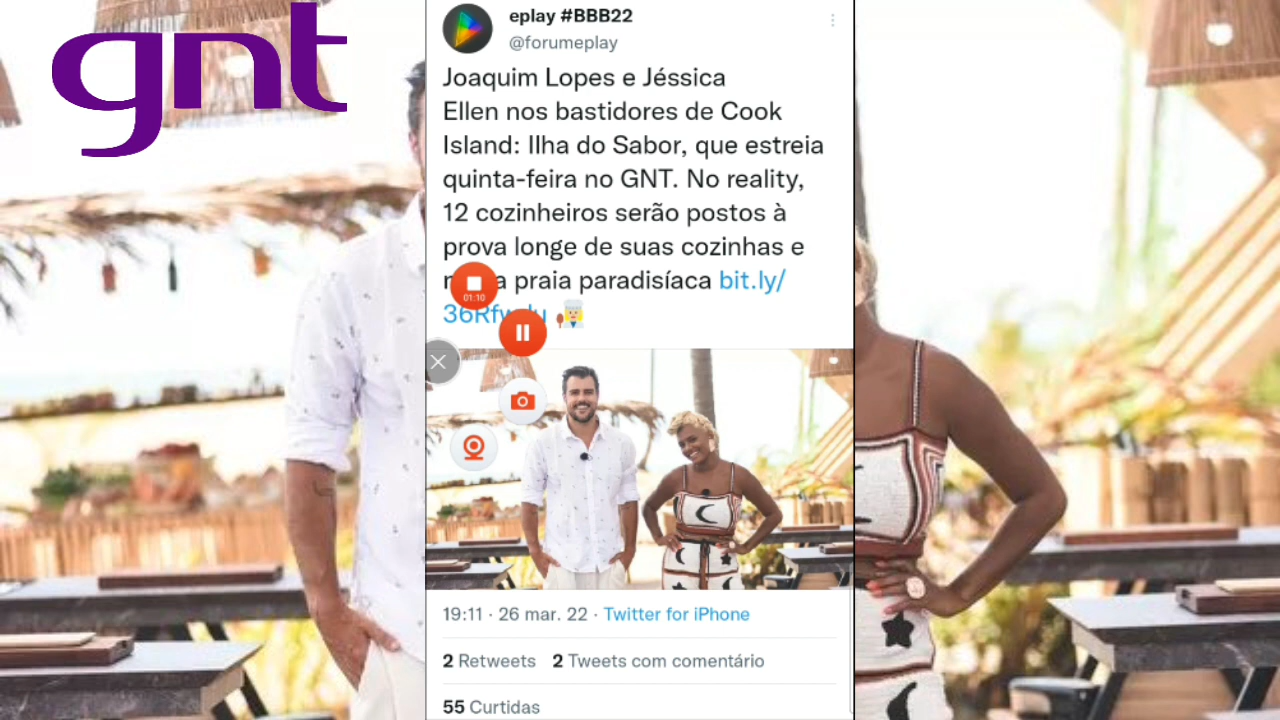 gnt
eplay #BBB22
@forumeplay
Joaquim Lopes e Jéssica
Ellen nos bastidores de Cook
Island: Ilha do Sabor, que estreia
quinta-feira no GNT. No reality,
12 cozinheiros serão postos à
prova longe de suas cozinhas e
a praia paradisíaca bit.ly/
01:10
19:11 · 26 mar. 22 · Twitter for iPhone
2 Retweets 2 Tweets com comentário
55 Curtidas